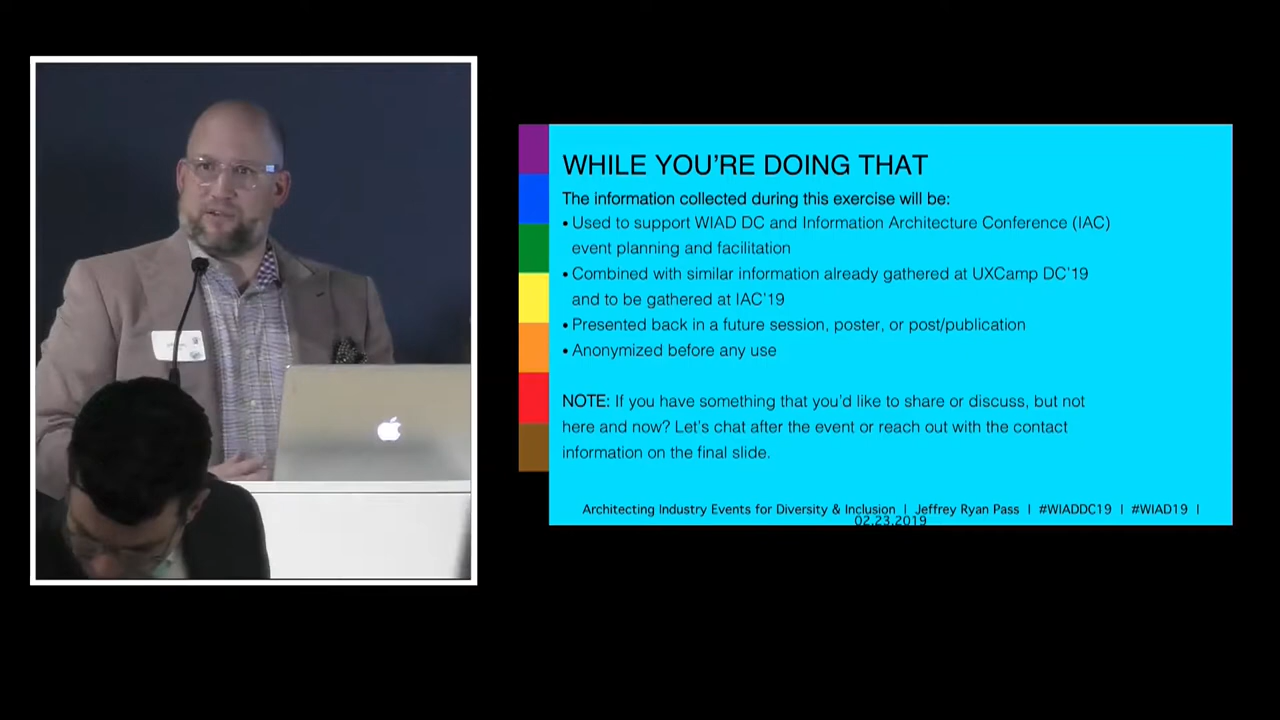 WHILE YOU'RE DOING THAT
The information collected during this exercise will be:
• Used to support WIAD DC and Information Architecture Conference (IAC)
event planning and facilitation
• Combined with similar information already gathered at UXCamp DC'19
and to be gathered at IAC'19
• Presented back in a future session, poster, or post/publication
• Anonymized before any use
NOTE: If you have something that you'd like to share or discuss, but not
here and now? Let's chat after the event or reach out with the contact
information on the final slide.
Architecting Industry Events for Diversity & Inclusion | Jeffrey Ryan Pass | #WIADDC19 | #WIAD19 |
02.23.2019